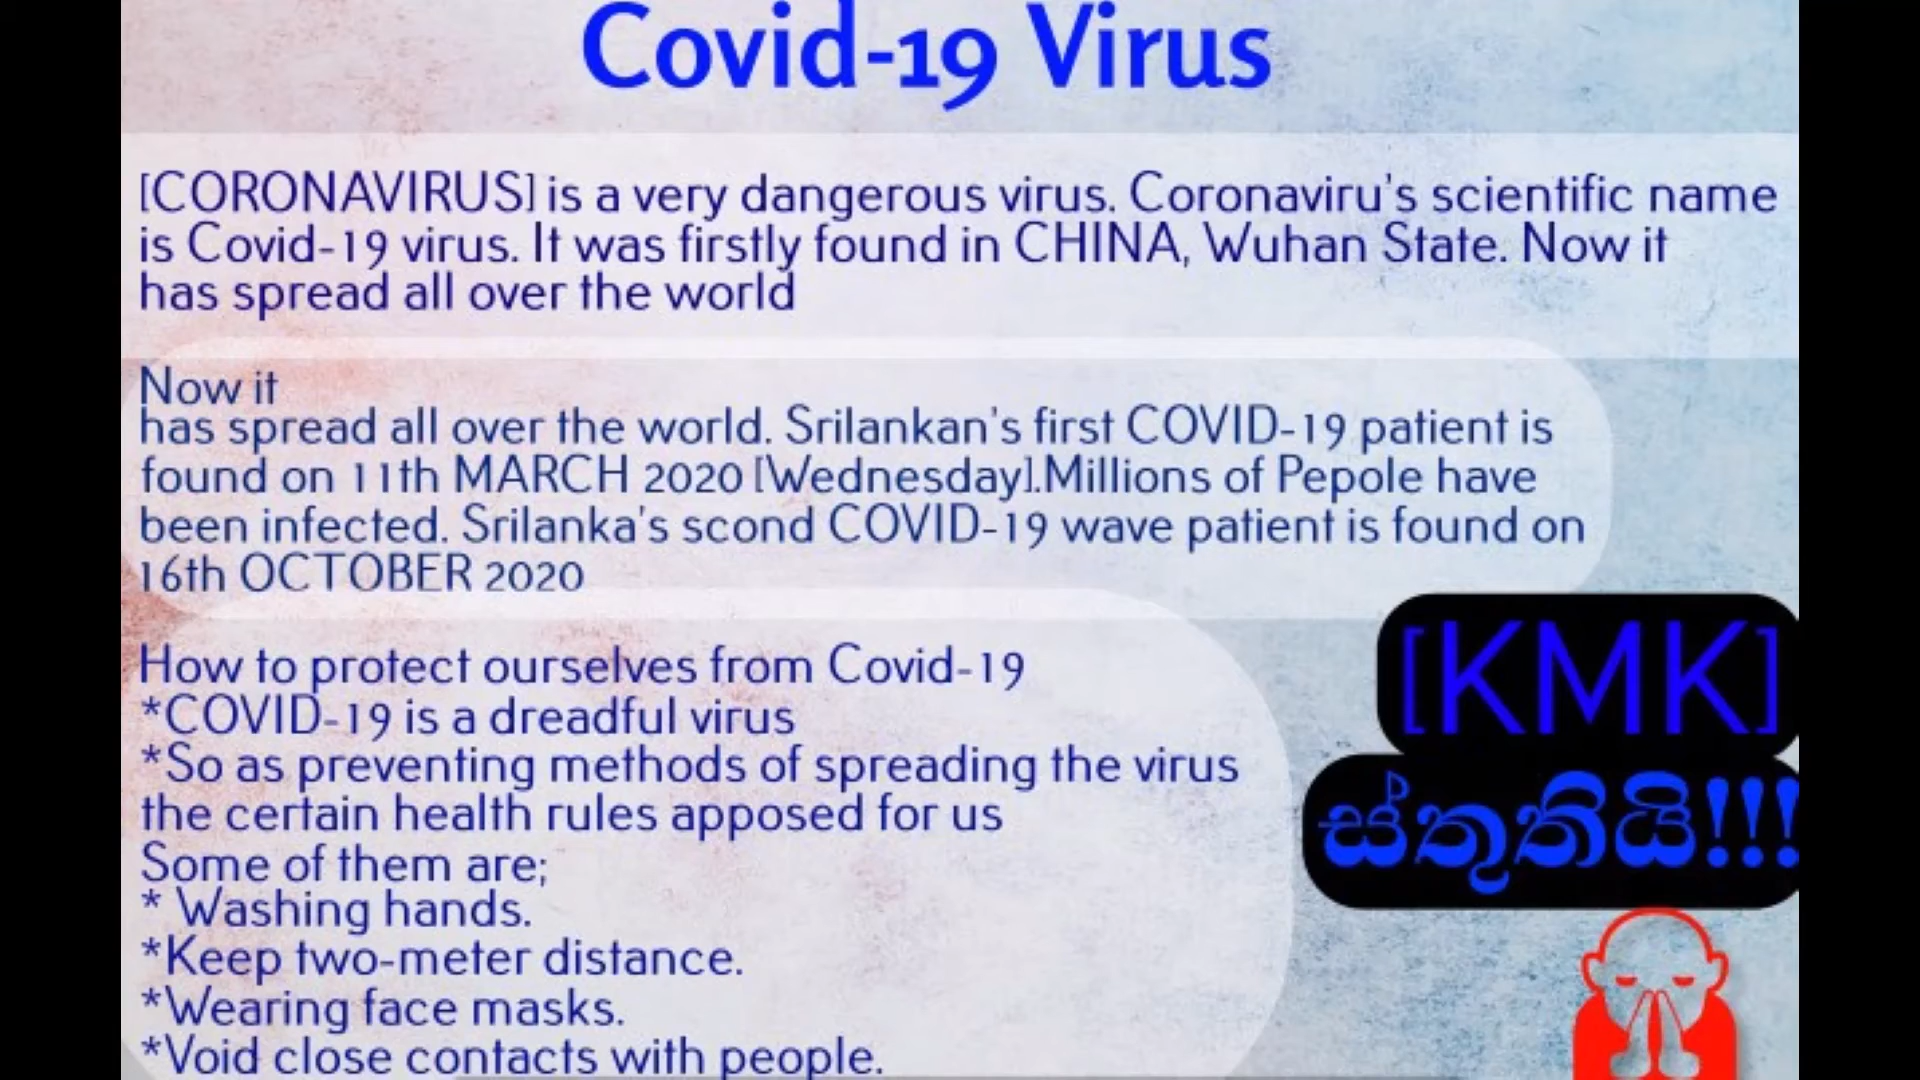 Covid-19 Virus
[CORONAVIRUS] is a very dangerous virus. Coronaviru's scientific name
is Covid-19 virus. It was firstly found in CHINA, Wuhan State. Now it
has spread all over the world
Now it
has spread all over the world. Srilankan's first COVID-19 patient is
found on 11th MARCH 2020 [Wednesday].Millions of Pepole have
been infected. Srilanka's scond COVID-19 wave patient is found on
16th OCTOBER 2020
How to protect ourselves from Covid-19
*COVID-19 is a dreadful virus
*So as preventing methods of spreading the virus
the certain health rules apposed for us
Some of them are;
* Washing hands.
*Keep two-meter distance.
*Wearing face masks.
*Void close contacts with people.
[KMK]
ස්තූතියි!!!